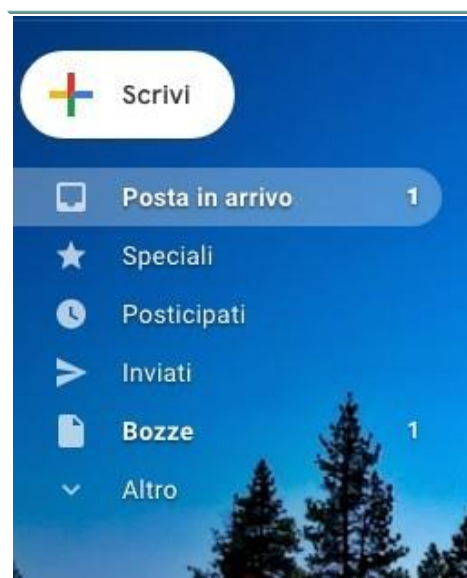 Scrivi
Posta in arrivo 1
Speciali
Posticipati
Inviati
Bozze 1
Altro